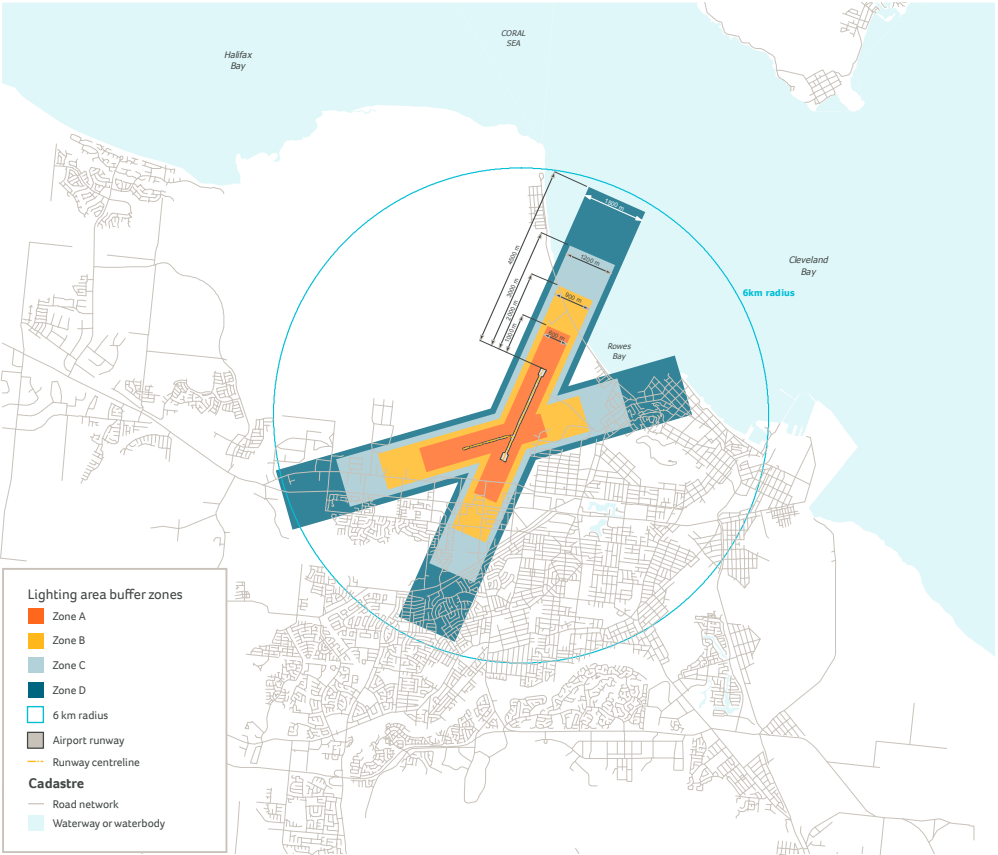 CORAL
SEA
Halifax
Bay
1500 m
4500 m
1200 m
Cleveland
Bay
3000 m
6km radius
900 m
2000 m
1000 m
600 m
Rowes
Bay
Lighting area buffer zones
Zone A
Zone B
Zone C
Zone D
6 km radius
Airport runway
Runway centreline
Cadastre
Road network
Waterway or waterbody